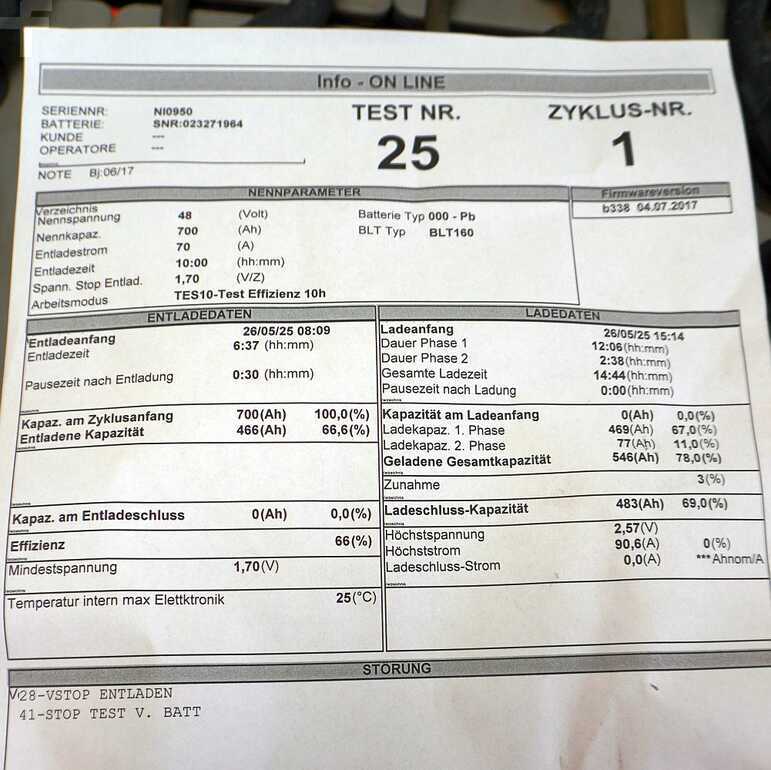 Info - ON LINE
SERIENNR: NI0950
BATTERIE: SNR:023271964
KUNDE ---
OPERATORE ---
NOTE Bj:06/17
TEST NR.
25
ZYKLUS-NR.
1
NENNPARAMETER
Verzeichnis
Nennspannung 48 (Volt)
Nennkapaz. 700 (Ah)
Entladestrom 70 (A)
Entladezeit 10:00 (hh:mm)
Spann. Stop Entlad. 1,70 (V/Z)
Arbeitsmodus TES10-Test Effizienz 10h
Batterie Typ 000 - Pb
BLT Typ BLT160
Firmwareversion
b338 04.07.2017
ENTLADEDATEN
Entladeanfang 26/05/25 08:09
Entladezeit 6:37 (hh:mm)
Pausezeit nach Entladung 0:30 (hh:mm)
Kapaz. am Zyklusanfang 700(Ah) 100,0(%)
Entladene Kapazität 466(Ah) 66,6(%)
Kapaz. am Entladeschluss 0(Ah) 0,0(%)
Effizienz 66(%)
Mindestspannung 1,70(V)
Temperatur intern max Elettktronik 25(°C)
LADEDATEN
Ladeanfang 26/05/25 15:14
Dauer Phase 1 12:06(hh:mm)
Dauer Phase 2 2:38(hh:mm)
Gesamte Ladezeit 14:44(hh:mm)
Pausezeit nach Ladung 0:00(hh:mm)
Kapazität am Ladeanfang 0(Ah) 0,0(%)
Ladekapaz. 1. Phase 469(Ah) 67,0(%)
Ladekapaz. 2. Phase 77(Ah) 11,0(%)
Geladene Gesamtkapazität 546(Ah) 78,0(%)
Zunahme 3(%)
Ladeschluss-Kapazität 483(Ah) 69,0(%)
Höchstspannung 2,57(V)
Höchststrom 90,6(A) 0(%)
Ladeschluss-Strom 0,0(A) ***Ahnom/A
STORUNG
28-VSTOP ENTLADEN
41-STOP TEST V. BATT